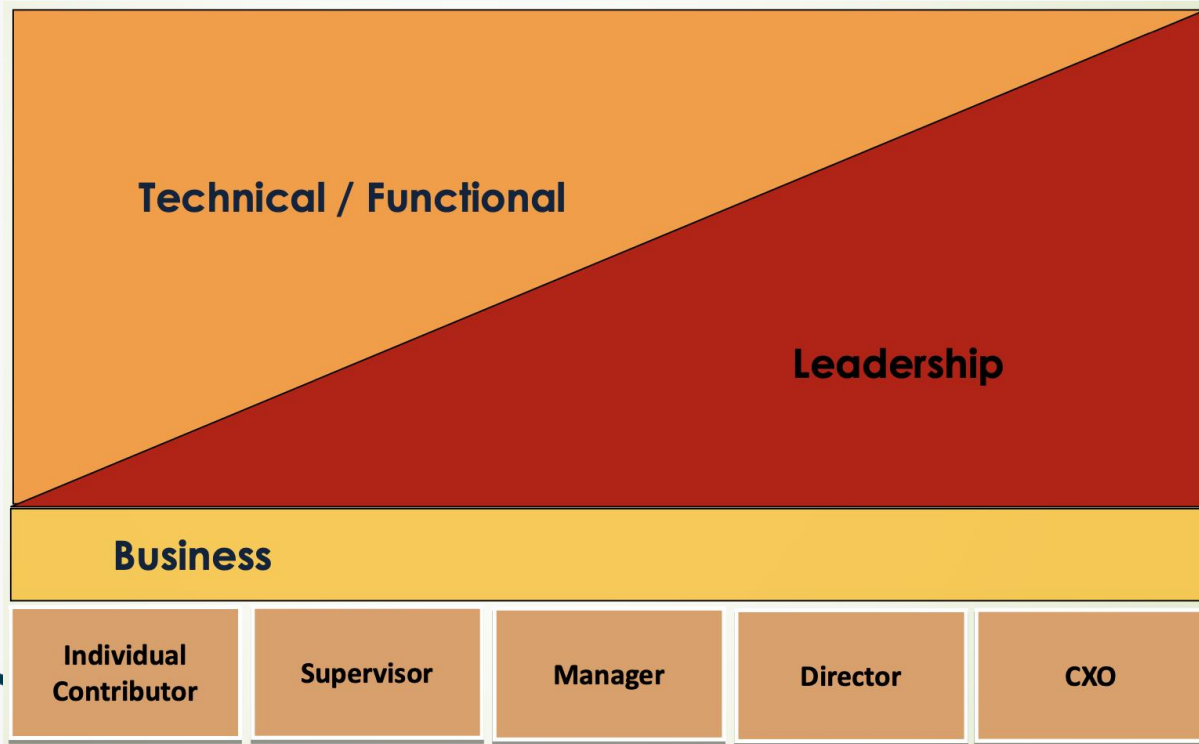 Technical / Functional
Leadership
Business
Individual
Contributor
Supervisor
Manager
Director
CXO